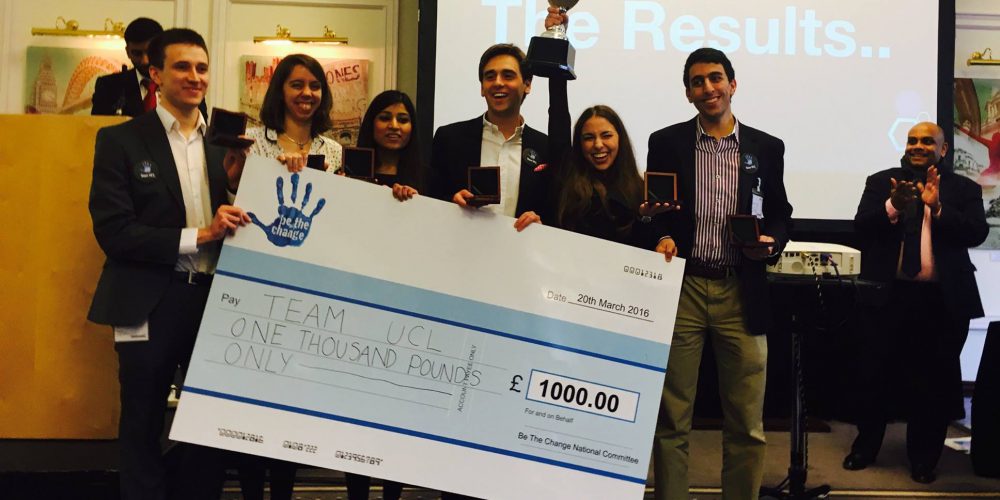 The Results..
ONES
be the
change
00012316
Date 20th March 2016
Pay TEAM UCL
ONE THOUSAND POUNDS
ONLY
ACCOUNT PAYEE ONLY
£ 1000.00
For and on Behalf
Be The Change National Committee